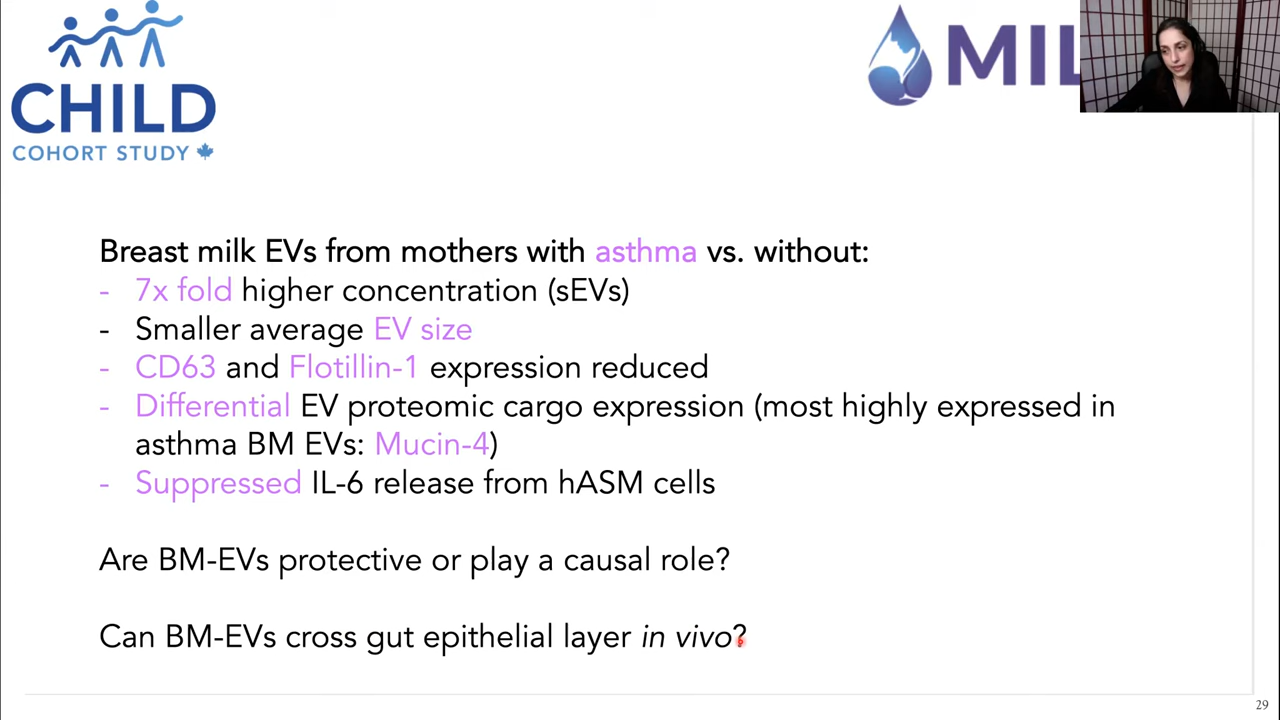 CHILD
COHORT STUDY
MIL
Breast milk EVs from mothers with asthma vs. without:
- 7x fold higher concentration (sEVs)
- Smaller average EV size
- CD63 and Flotillin-1 expression reduced
- Differential EV proteomic cargo expression (most highly expressed in
asthma BM EVs: Mucin-4)
- Suppressed IL-6 release from hASM cells
Are BM-EVs protective or play a causal role?
Can BM-EVs cross gut epithelial layer in vivo?
29